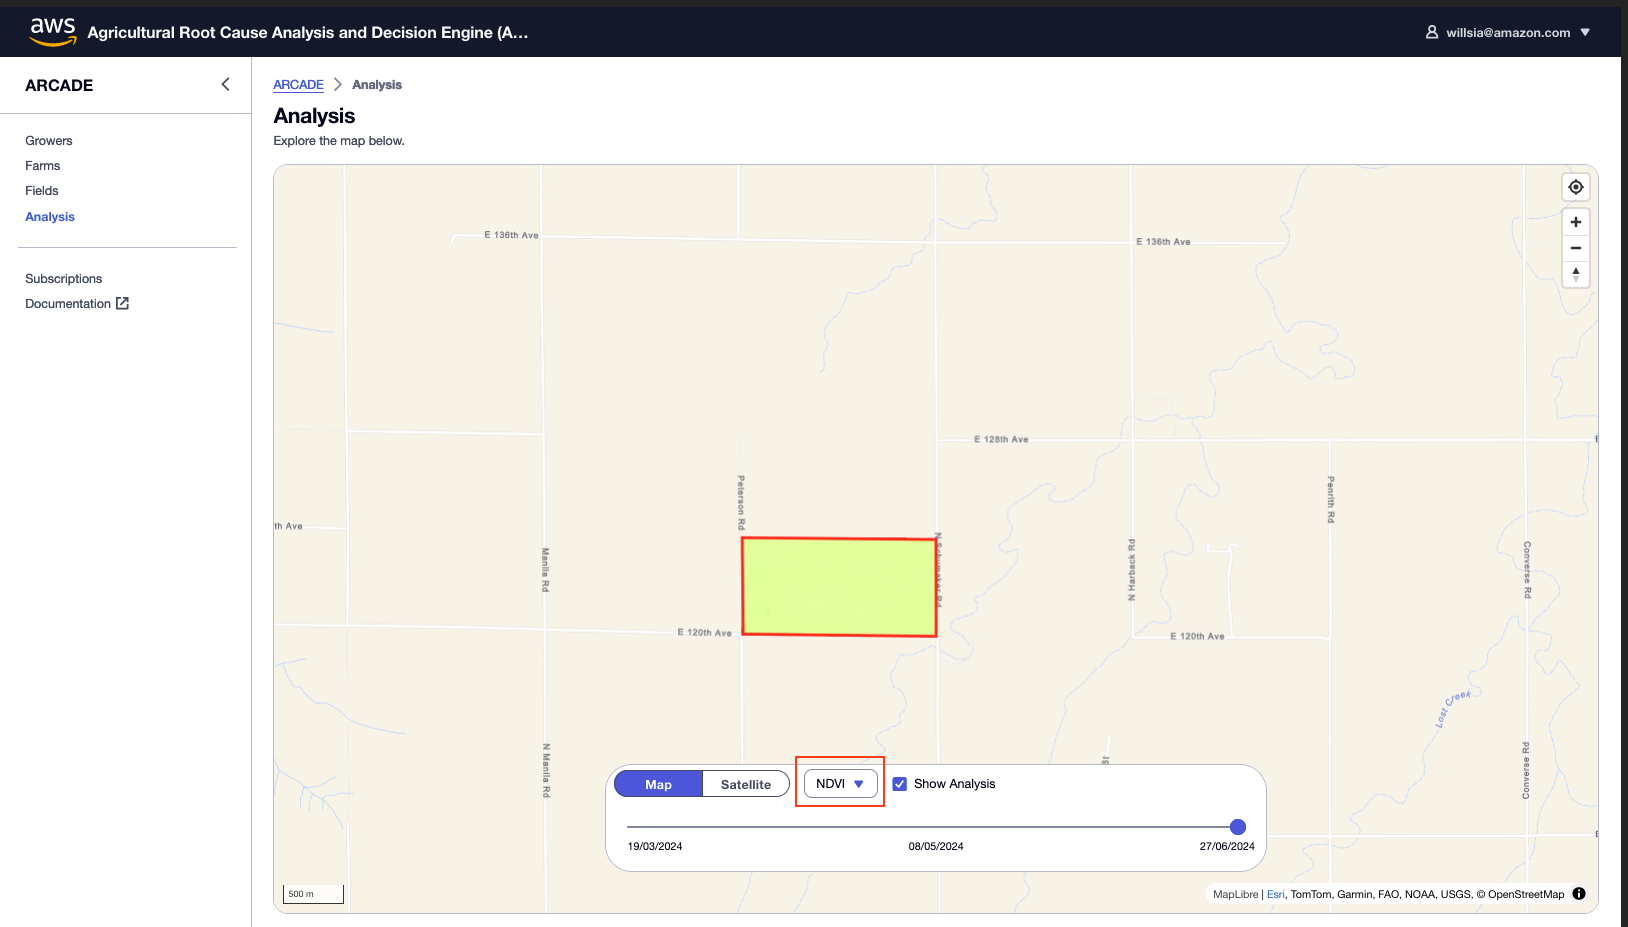 aws
Agricultural Root Cause Analysis and Decision Engine (A...
willsia@amazon.com
ARCADE
Growers
Farms
Fields
Analysis
Subscriptions
Documentation
ARCADE
Analysis
Analysis
Explore the map below.
E 136th Ave
E 136th Ave
E 128th Ave
E
Peterson Rd
Penrith Rd
th Ave
Manila Rd
N Schumaker Rd
N Harback Rd
Converse Rd
E 120th Ave
E 120th Ave
Lost Creek
N Manila Rd
Converse Rd
St
Map
Satellite
NDVI
Show Analysis
19/03/2024
08/05/2024
27/06/2024
E
500 m
MapLibre | Esri, TomTom, Garmin, FAO, NOAA, USGS, © OpenStreetMap